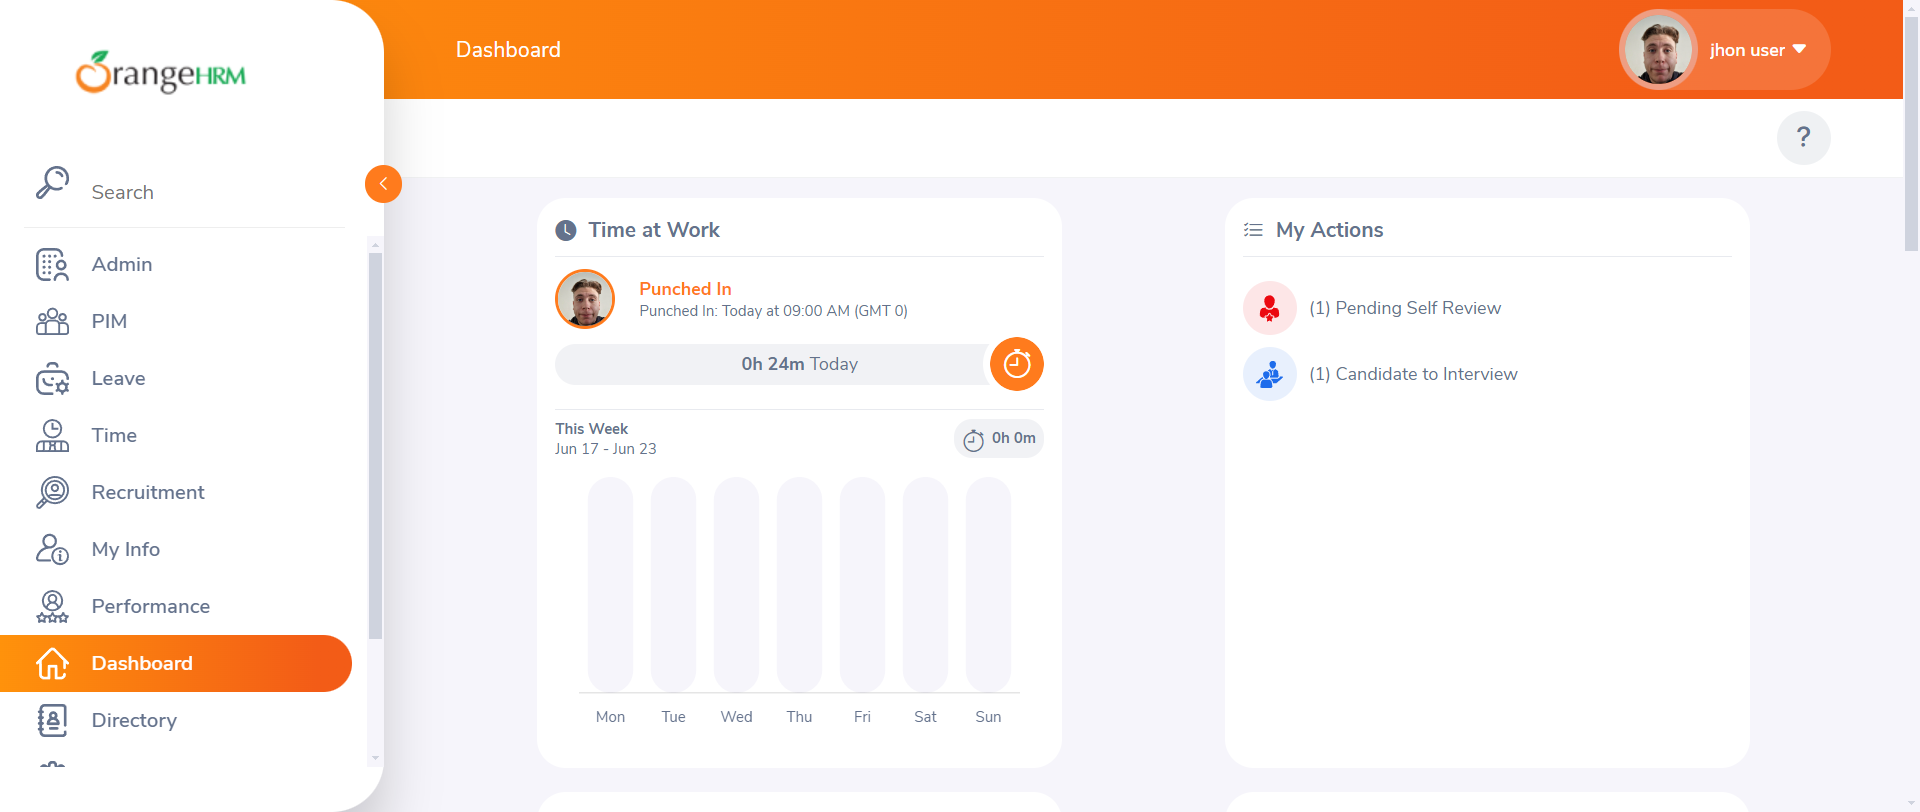 OrangeHRM
Dashboard
jhon user
?
Search
Admin
PIM
Leave
Time
Recruitment
My Info
Performance
Dashboard
Directory
Time at Work
Punched In
Punched In: Today at 09:00 AM (GMT 0)
0h 24m Today
This Week
Jun 17 - Jun 23
0h 0m
Mon Tue Wed Thu Fri Sat Sun
My Actions
(1) Pending Self Review
(1) Candidate to Interview